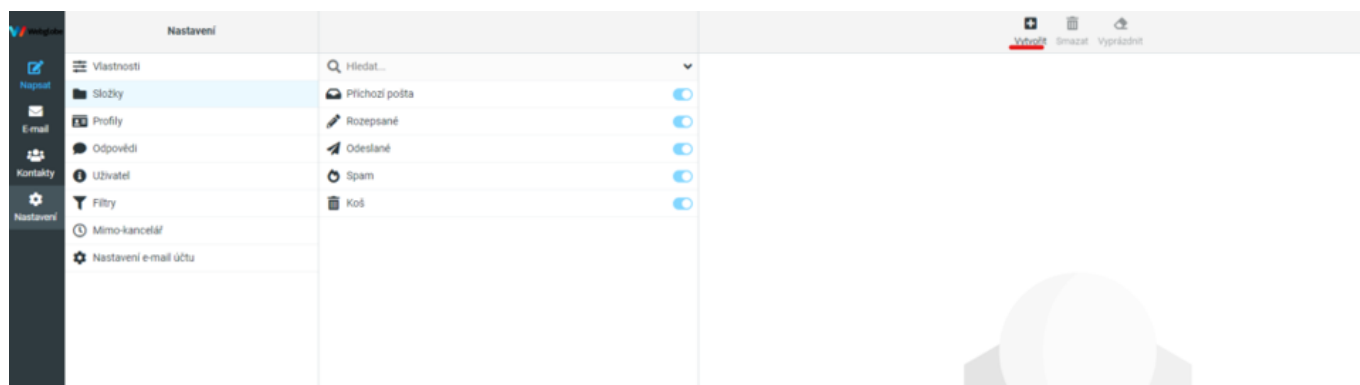 Webglobe
Nastavení
Vytvořit Smazat Vyprázdnit
Napsat
E-mail
Kontakty
Nastavení
Vlastnosti
Složky
Profily
Odpovědi
Uživatel
Filtry
Mimo-kancelář
Nastavení e-mail účtu
Hledat...
Příchozí pošta
Rozepsané
Odeslané
Spam
Koš